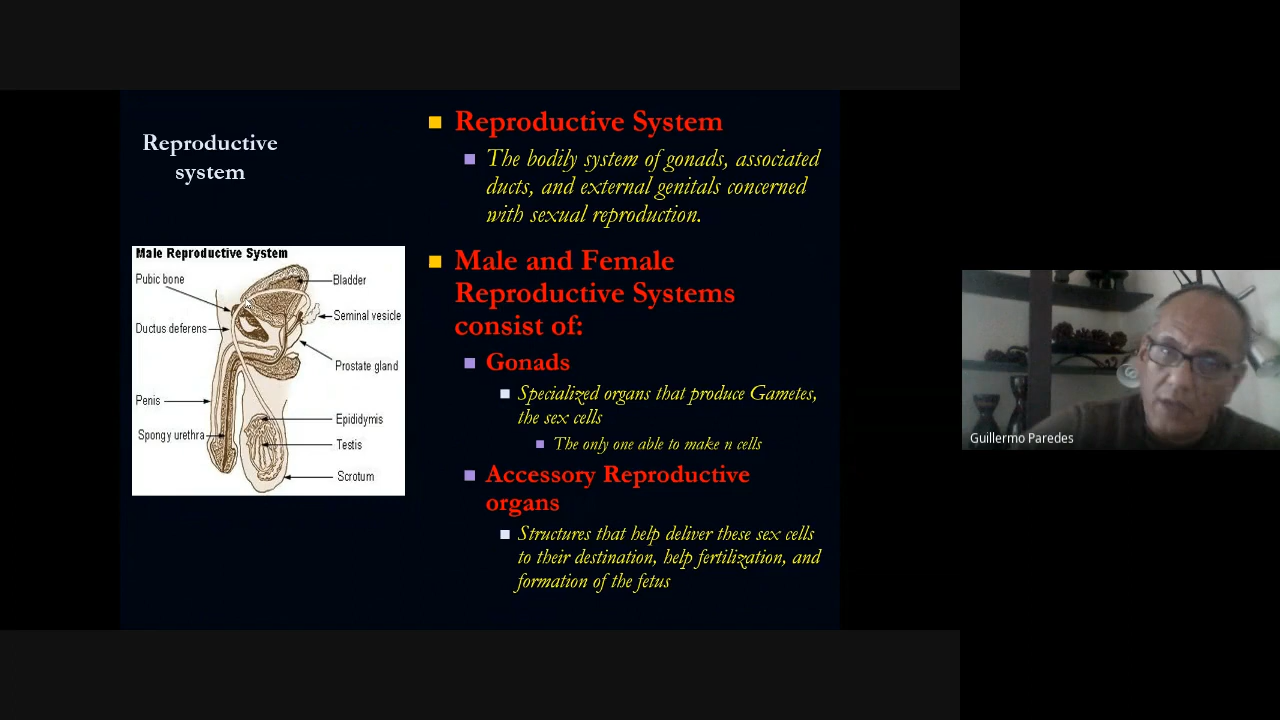 Reproductive
system
Reproductive System
The bodily system of gonads, associated
ducts, and external genitals concerned
with sexual reproduction.
Male and Female
Reproductive Systems
consist of:
Gonads
Specialized organs that produce Gametes,
the sex cells
The only one able to make n cells
Accessory Reproductive
organs
Structures that help deliver these sex cells
to their destination, help fertilization, and
formation of the fetus
Male Reproductive System
Pubic bone
Bladder
Ductus deferens
Seminal vesicle
Prostate gland
Penis
Epididymis
Spongy urethra
Testis
Scrotum
Guillermo Paredes